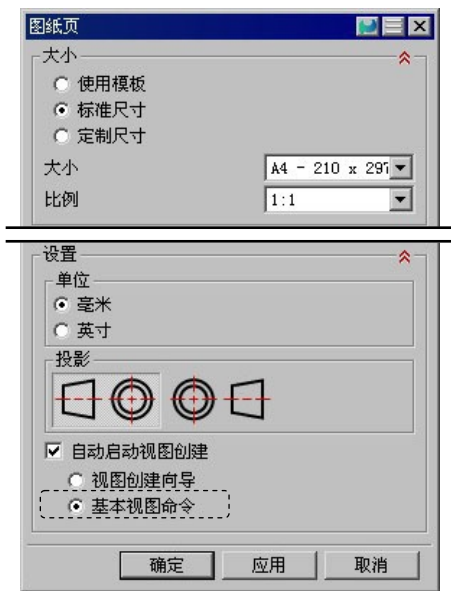 图纸页
大小
使用模板
标准尺寸
定制尺寸
大小 A4 - 210 x 297
比例 1:1
设置
单位
毫米
英寸
投影
自动启动视图创建
视图创建向导
基本视图命令
确定 应用 取消